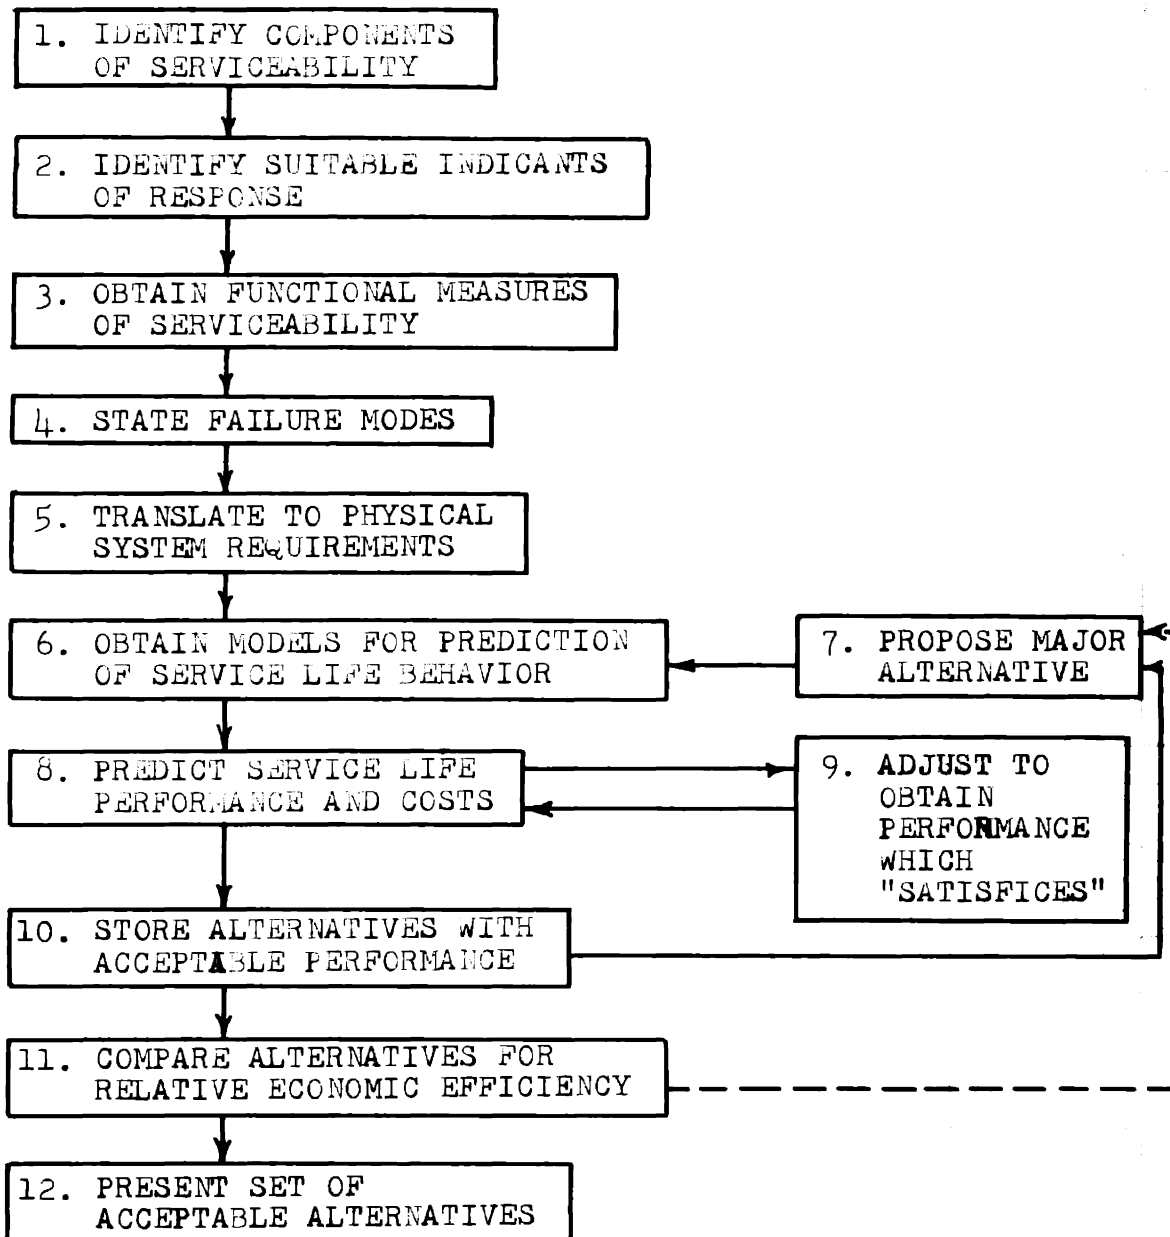 1. IDENTIFY COMPONENTS
OF SERVICEABILITY
2. IDENTIFY SUITABLE INDICANTS
OF RESPONSE
3. OBTAIN FUNCTIONAL MEASURES
OF SERVICEABILITY
4. STATE FAILURE MODES
5. TRANSLATE TO PHYSICAL
SYSTEM REQUIREMENTS
6. OBTAIN MODELS FOR PREDICTION
OF SERVICE LIFE BEHAVIOR
7. PROPOSE MAJOR
ALTERNATIVE
8. PREDICT SERVICE LIFE
PERFORMANCE AND COSTS
9. ADJUST TO
OBTAIN
PERFORMANCE
WHICH
"SATISFICES"
10. STORE ALTERNATIVES WITH
ACCEPTABLE PERFORMANCE
11. COMPARE ALTERNATIVES FOR
RELATIVE ECONOMIC EFFICIENCY
12. PRESENT SET OF
ACCEPTABLE ALTERNATIVES